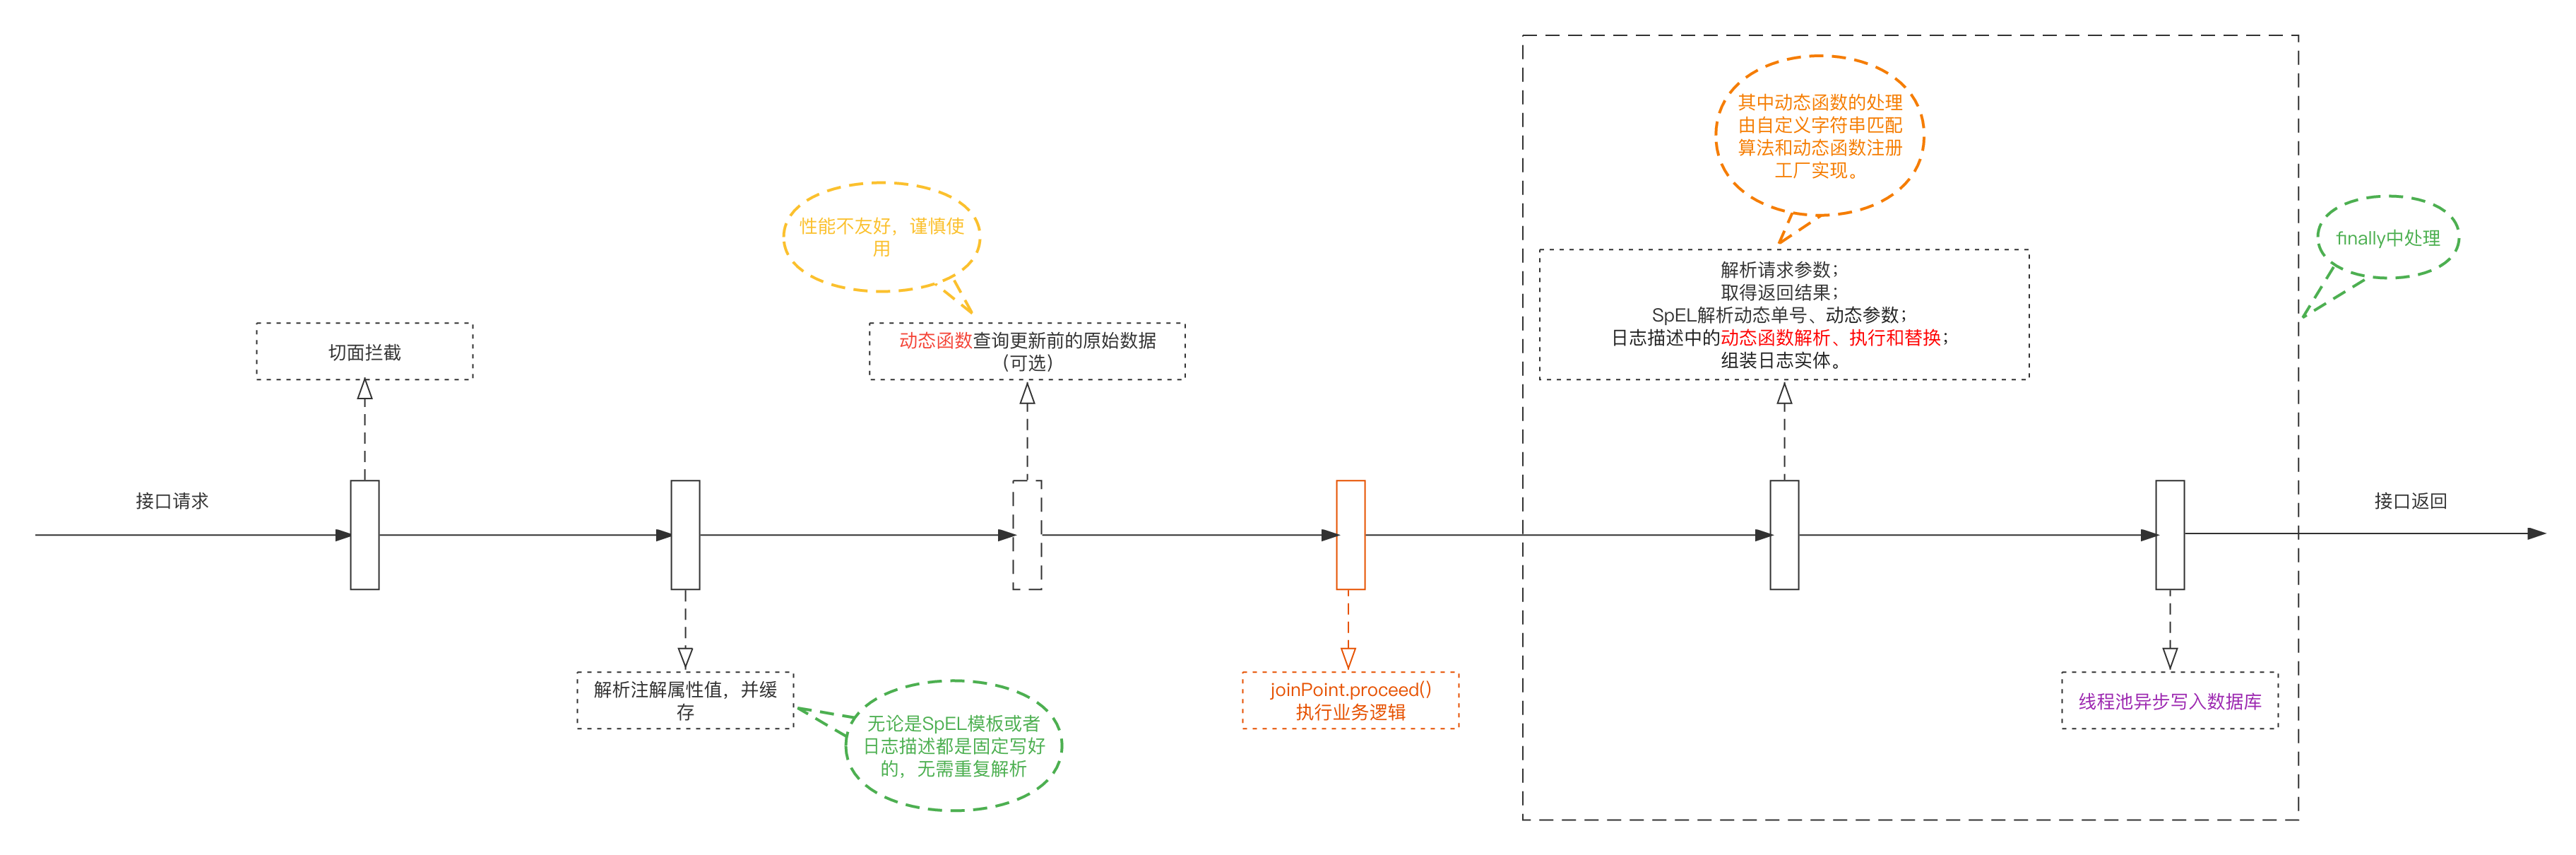 其中动态函数的处理
由自定义字符串匹配
算法和动态函数注册
工厂实现。
性能不友好，谨慎使
用
finally中处理
解析请求参数；
取得返回结果；
SpEL解析动态单号、动态参数；
日志描述中的动态函数解析、执行和替换；
组装日志实体。
切面拦截
动态函数查询更新前的原始数据
(可选)
接口请求
接口返回
解析注解属性值，并缓
存
无论是SpEL模板或者
日志描述都是固定写好
的，无需重复解析
joinPoint.proceed()
执行业务逻辑
线程池异步写入数据库